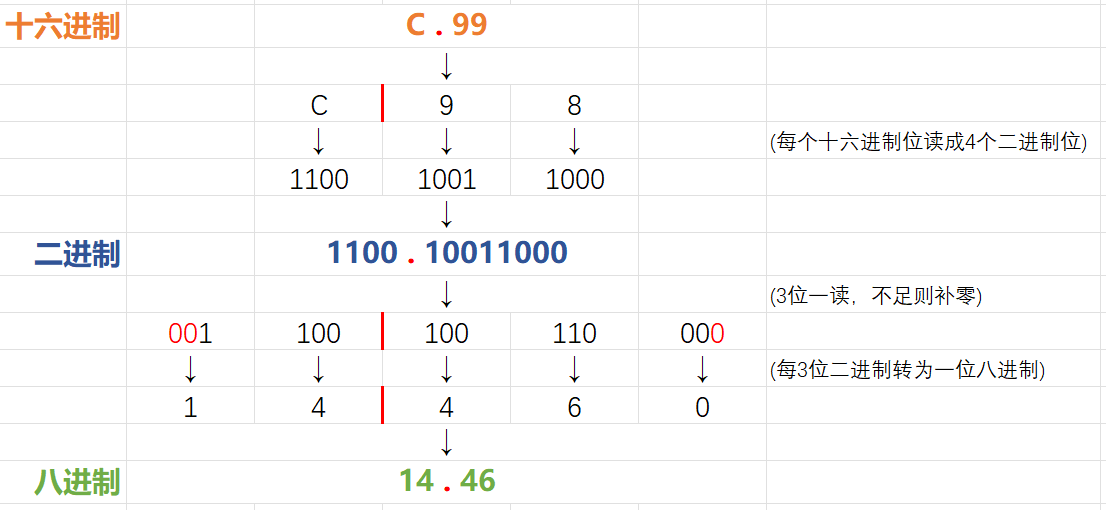 十六进制 C . 99
↓
C 9 8
↓ ↓ ↓ (每个十六进制位读成4个二进制位)
1100 1001 1000
↓
二进制 1100 . 10011000
↓ (3位一读，不足则补零)
001 100 100 110 000
↓ ↓ ↓ ↓ ↓ (每3位二进制转为一位八进制)
1 4 4 6 0
↓
八进制 14 . 46